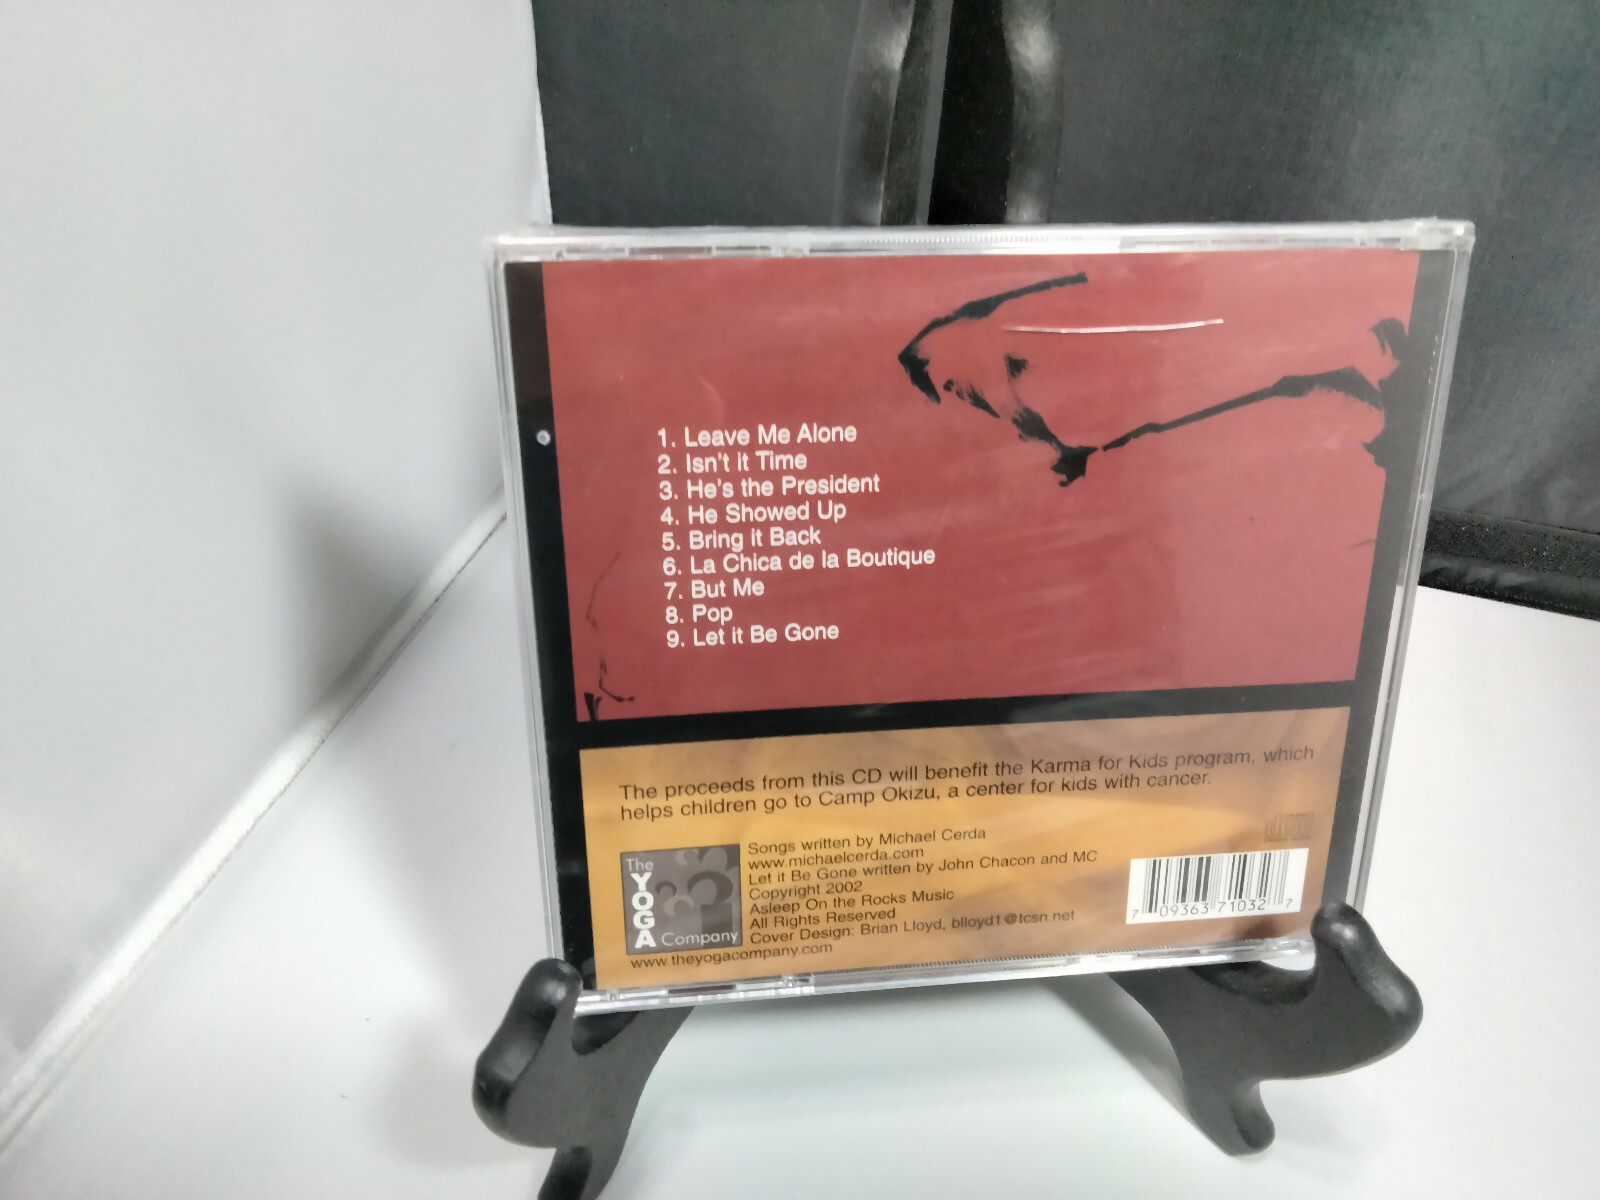 1. Leave Me Alone
2. Isn't it Time
3. He's the President
4. He Showed Up
5. Bring it Back
6. La Chica de la Boutique
7. But Me
8. Pop
9. Let it Be Gone
The proceeds from this CD will benefit the Karma for Kids program, which
helps children go to Camp Okizu, a center for kids with cancer.
The
YOGA
Company
Songs written by Michael Cerda
www.michaelcerda.com
Let it Be Gone written by John Chacon and MC
Copyright 2002
Asleep On the Rocks Music
All Rights Reserved
Cover Design: Brian Lloyd, blloyd1@tcsn.net
www.theyogacompany.com
7 09363 71032 7